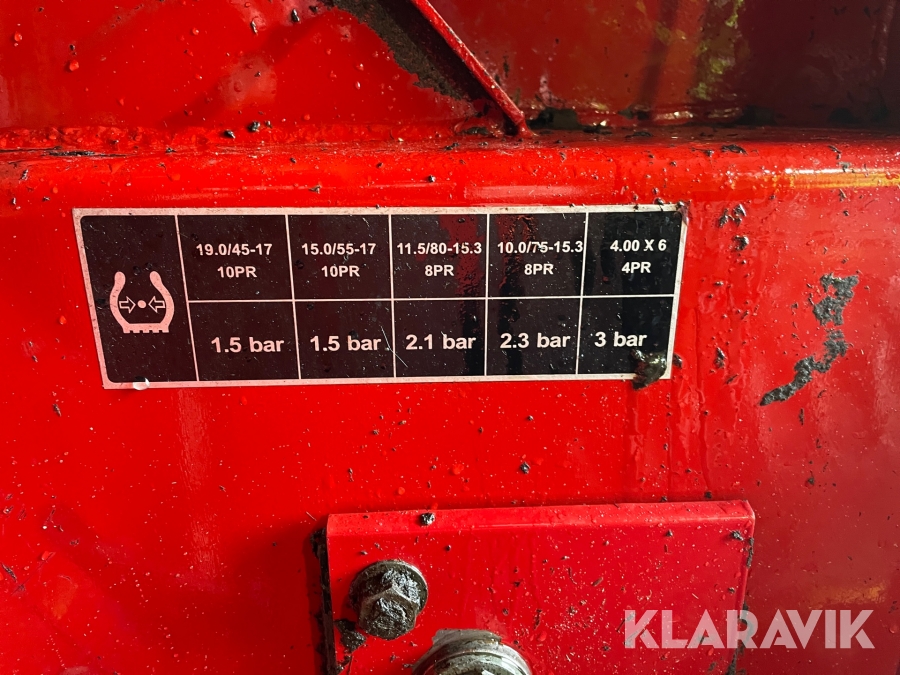 19.0/45-17 15.0/55-17 11.5/80-15.3 10.0/75-15.3 4.00 X 6
10PR 10PR 8PR 8PR 4PR
1.5 bar 1.5 bar 2.1 bar 2.3 bar 3 bar
KLARAVIK